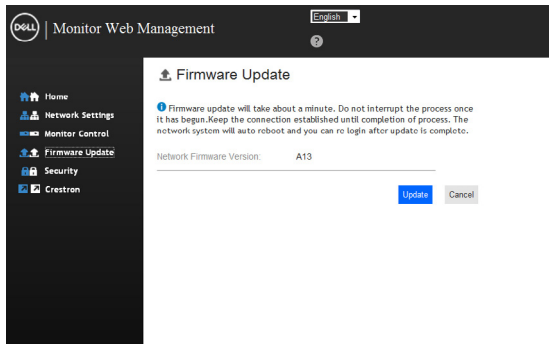 DELL | Monitor Web Management
English
?
Firmware Update
Home
Network Settings
Monitor Control
Firmware Update
Security
Crestron
Firmware update will take about a minute. Do not interrupt the process once
it has begun.Keep the connection established until completion of process. The
network system will auto reboot and you can re login after update is complete.
Network Firmware Version: A13
Update Cancel